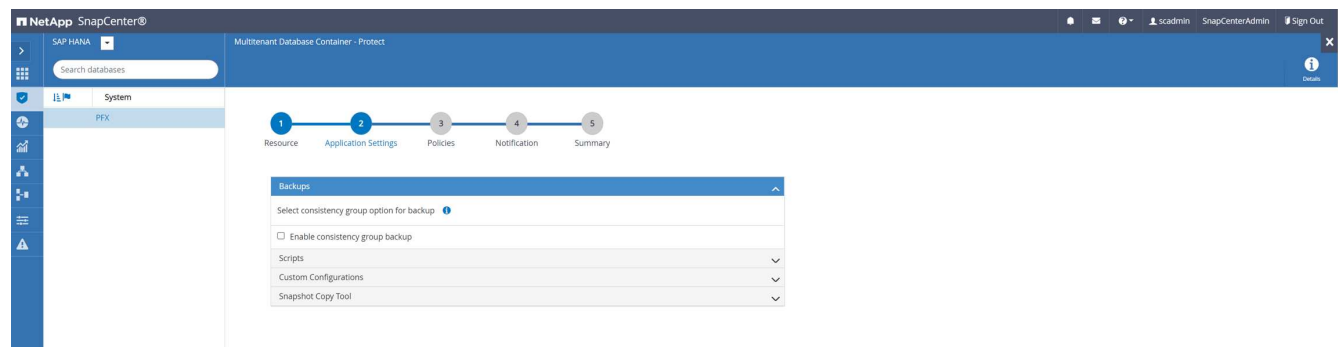 NetApp SnapCenter®
scadmin SnapCenterAdmin Sign Out
SAP HANA
Multitenant Database Container - Protect
Search databases
Details
System
PFX
1 2 3 4 5
Resource Application Settings Policies Notification Summary
Backups
Select consistency group option for backup
Enable consistency group backup
Scripts
Custom Configurations
Snapshot Copy Tool